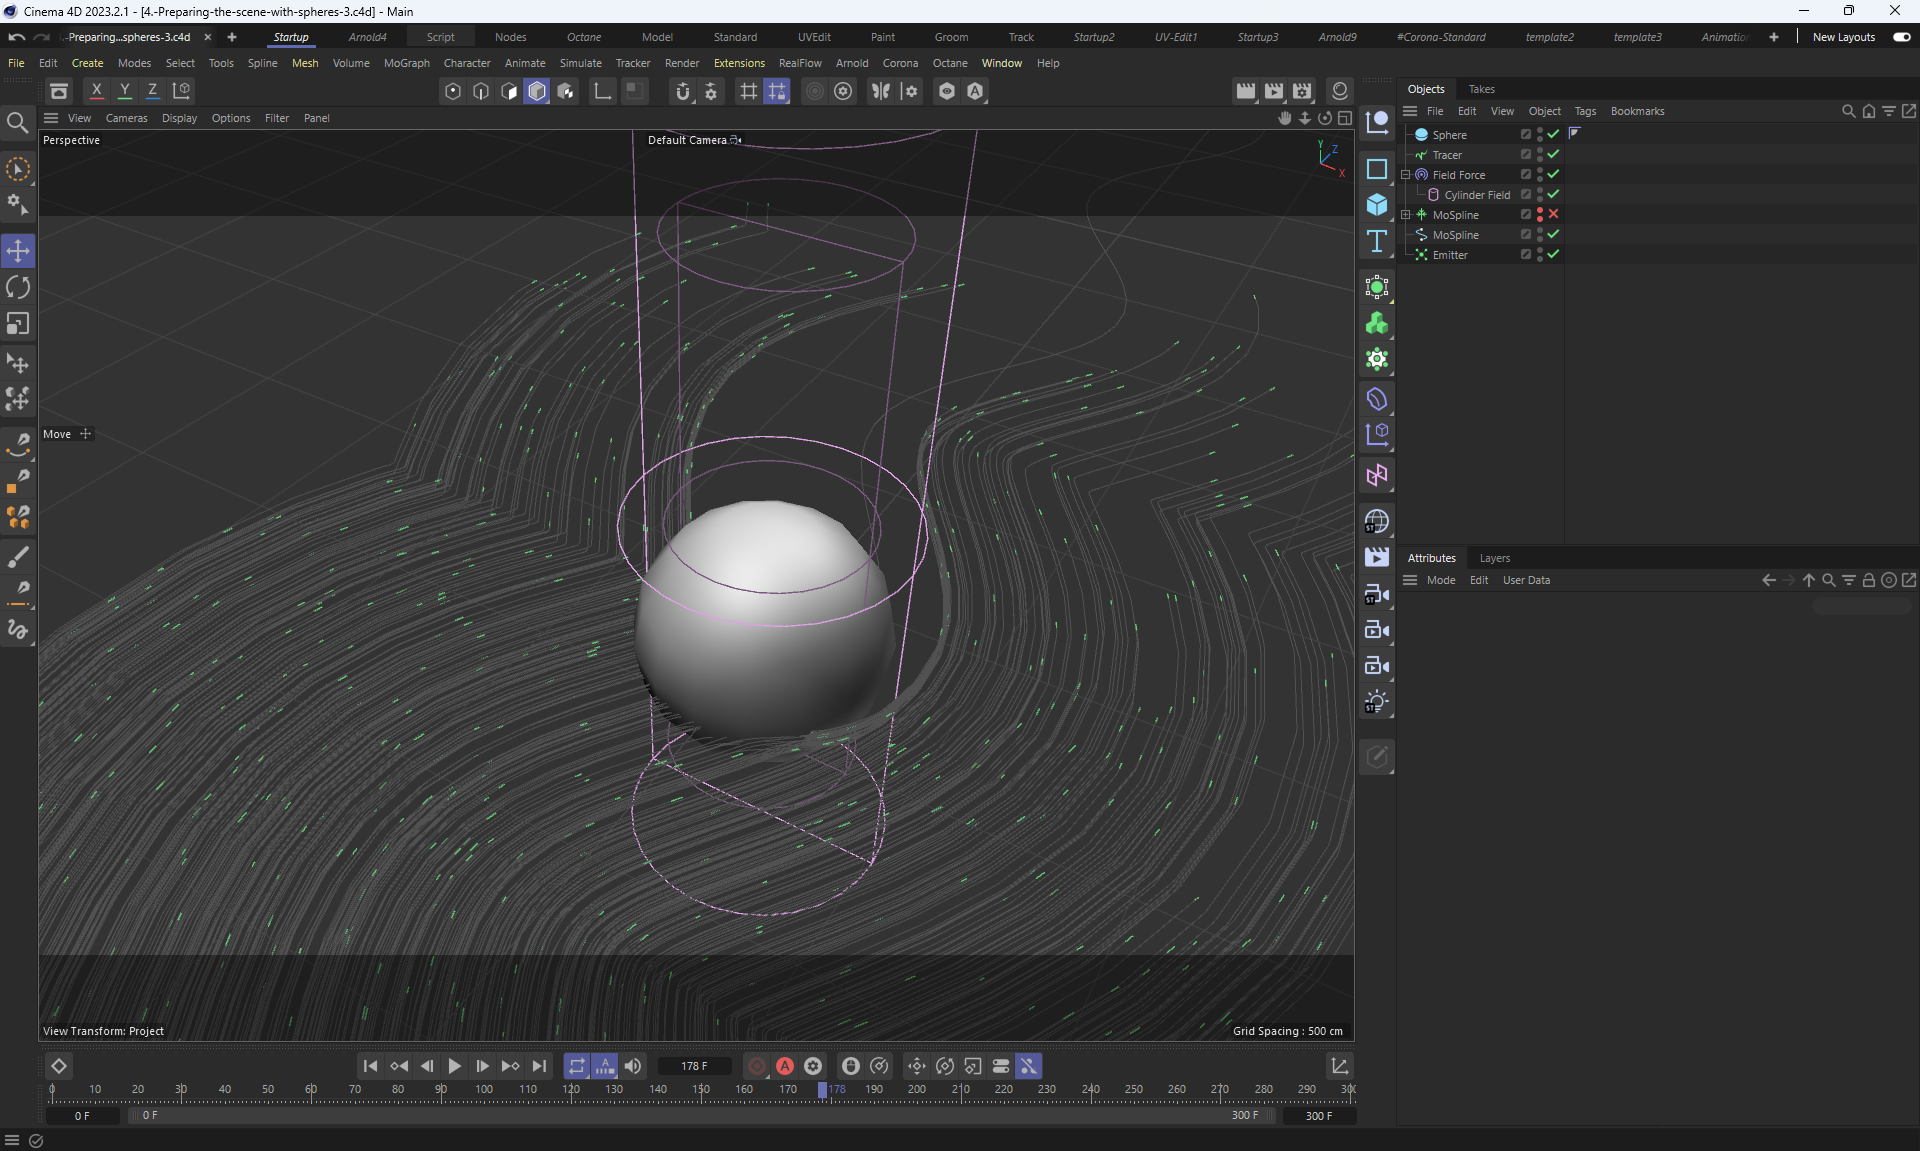 Cinema 4D 2023.2.1 - [4.-Preparing-the-scene-with-spheres-3.c4d] - Main
.-Preparing...spheres-3.c4d × +
Startup Arnold4 Script Nodes Octane Model Standard UVEdit Paint Groom Track Startup2 UV-Edit1 Startup3 Arnold9 #Corona-Standard template2 template3 Animation + New Layouts
File Edit Create Modes Select Tools Spline Mesh Volume MoGraph Character Animate Simulate Tracker Render Extensions RealFlow Arnold Corona Octane Window Help
X Y Z
View Cameras Display Options Filter Panel
Perspective
Default Camera
Y Z X
Move
View Transform: Project
Grid Spacing : 500 cm
Objects Takes
File Edit View Object Tags Bookmarks
Sphere
Tracer
Field Force
Cylinder Field
MoSpline
MoSpline
Emitter
Attributes Layers
Mode Edit User Data
ST
ST
ST
A
178 F
A
0 10 20 30 40 50 60 70 80 90 100 110 120 130 140 150 160 170 178 190 200 210 220 230 240 250 260 270 280 290 30
0 F 0 F 300 F 300 F